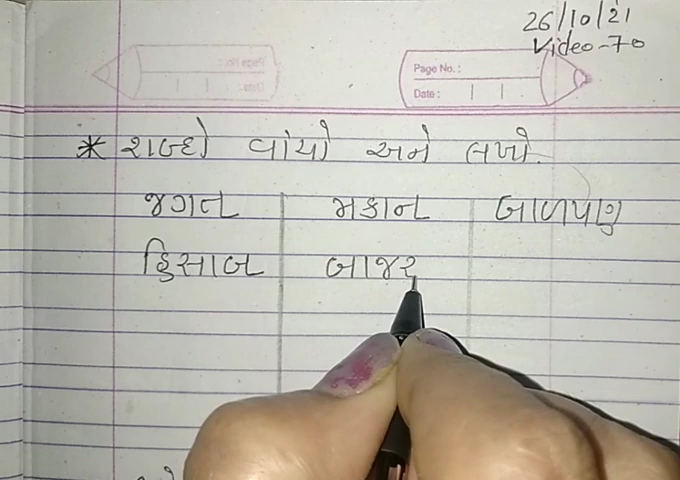 26/10/21
Video-70
Page No. :
Date :
* શબ્દો વાંચો અને લખો.
જગત મકાન બાળપણ
હિસાબ બાજર